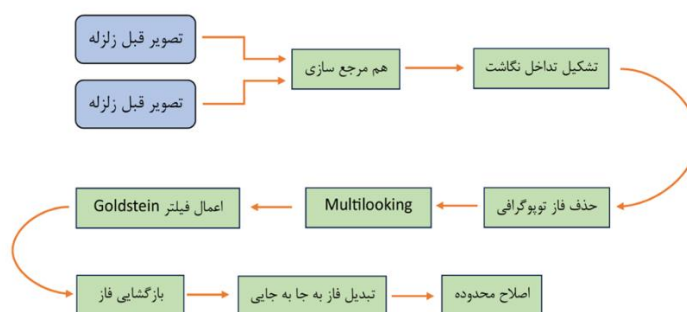 تصویر قبل زلزله
تصویر قبل زلزله
هم مرجع سازی
تشکیل تداخل نگاشت
حذف فاز توپوگرافی
Multilooking
اعمال فیلتر Goldstein
بازگشایی فاز
تبدیل فاز به جا به جایی
اصلاح محدوده